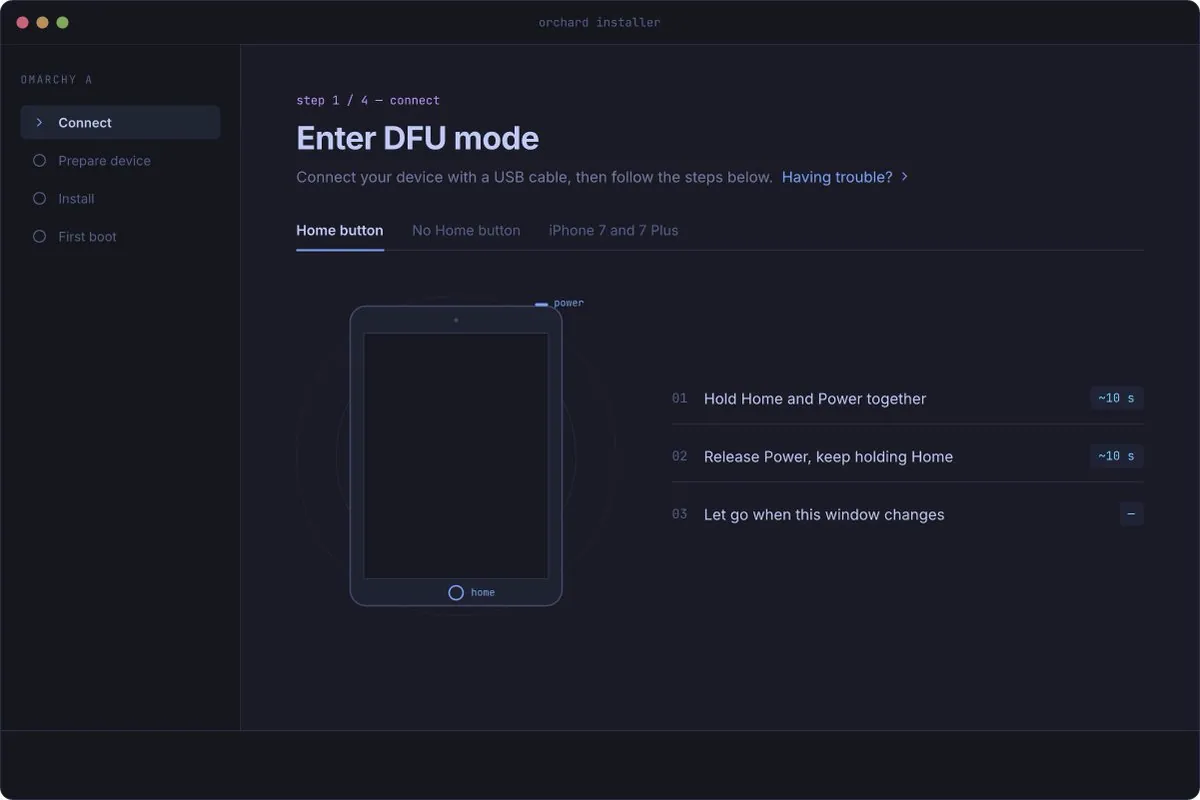 orchard installer
OMARCHY A
Connect
Prepare device
Install
First boot
step 1 / 4 — connect
Enter DFU mode
Connect your device with a USB cable, then follow the steps below. Having trouble?
Home button No Home button iPhone 7 and 7 Plus
power
home
01 Hold Home and Power together ~10 s
02 Release Power, keep holding Home ~10 s
03 Let go when this window changes —